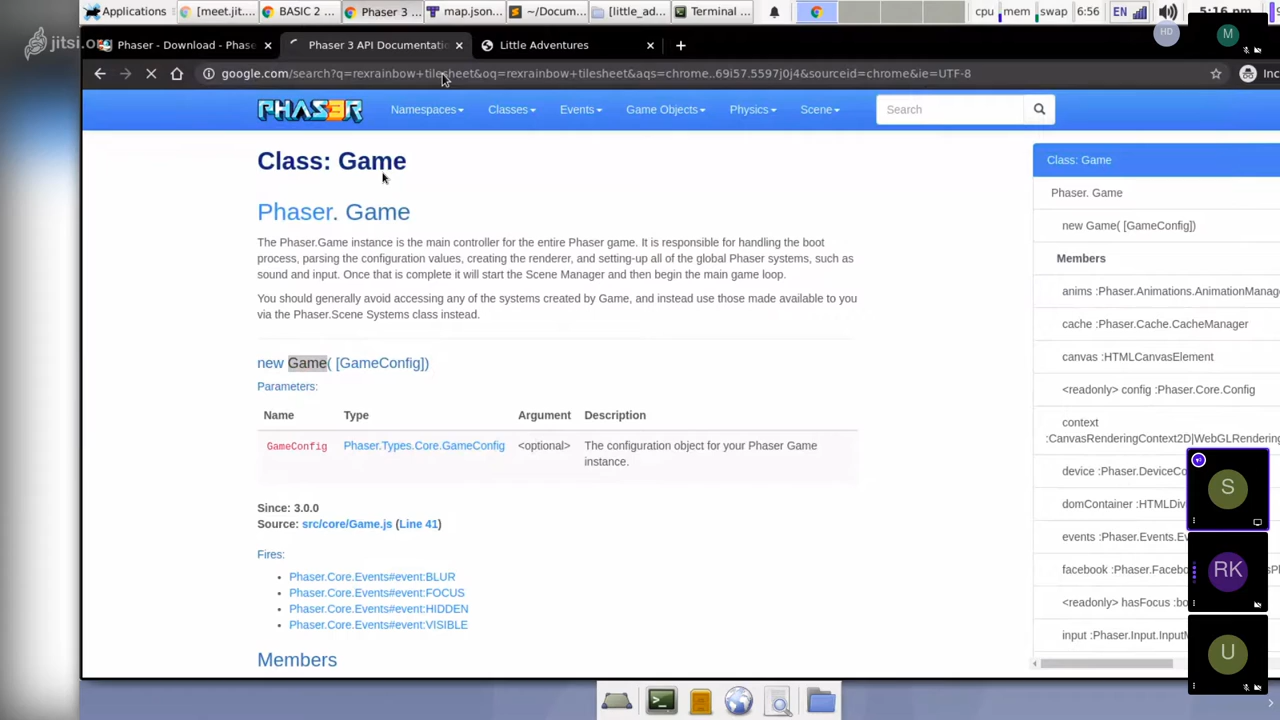 Applications
[meet.jit...
BASIC 2 ...
Phaser 3 ...
map.json...
~/Docum...
[little_ad...
Terminal ...
cpu mem swap 6:56 EN 5:16 pm
jitsi.org
Phaser - Download - Phase
Phaser 3 API Documentatio
Little Adventures
HD
M
google.com/search?q=rexrainbow+tilesheet&oq=rexrainbow+tilesheet&aqs=chrome..69i57.5597j0j4&sourceid=chrome&ie=UTF-8
Inc
PHASER Namespaces Classes Events Game Objects Physics Scene Search
Class: Game
Phaser. Game
The Phaser.Game instance is the main controller for the entire Phaser game. It is responsible for handling the boot
process, parsing the configuration values, creating the renderer, and setting-up all of the global Phaser systems, such as
sound and input. Once that is complete it will start the Scene Manager and then begin the main game loop.
You should generally avoid accessing any of the systems created by Game, and instead use those made available to you
via the Phaser.Scene Systems class instead.
new Game( [GameConfig])
Parameters:
Name Type Argument Description
GameConfig Phaser.Types.Core.GameConfig <optional> The configuration object for your Phaser Game
instance.
Since: 3.0.0
Source: src/core/Game.js (Line 41)
Fires:
Phaser.Core.Events#event:BLUR
Phaser.Core.Events#event:FOCUS
Phaser.Core.Events#event:HIDDEN
Phaser.Core.Events#event:VISIBLE
Members
Class: Game
Phaser. Game
new Game( [GameConfig])
Members
anims :Phaser.Animations.AnimationManage
cache :Phaser.Cache.CacheManager
canvas :HTMLCanvasElement
<readonly> config :Phaser.Core.Config
context
:CanvasRenderingContext2D|WebGLRendering
device :Phaser.DeviceCo
domContainer :HTMLDiv
events :Phaser.Events.Ev
facebook :Phaser.Faceb
<readonly> hasFocus :bo
input :Phaser.Input.InputM
S
RK
U